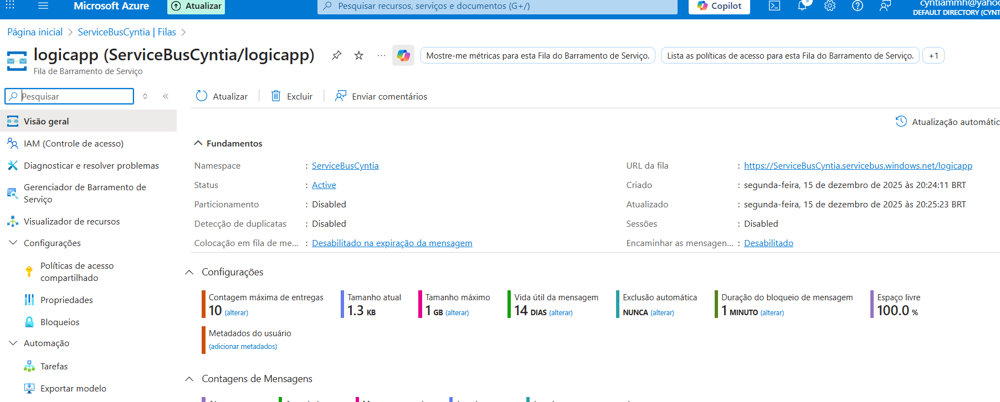 Microsoft Azure
Atualizar
Pesquisar recursos, serviços e documentos (G+/)
Copilot
cyntiammh@yahoo
DEFAULT DIRECTORY (CYNT
Página inicial > ServiceBusCyntia | Filas >
logicapp (ServiceBusCyntia/logicapp)
Fila de Barramento de Serviço
Mostre-me métricas para esta Fila do Barramento de Serviço.
Lista as políticas de acesso para esta Fila do Barramento de Serviço.
+1
Pesquisar
Atualizar
Excluir
Enviar comentários
Visão geral
IAM (Controle de acesso)
Diagnosticar e resolver problemas
Gerenciador de Barramento de
Serviço
Visualizador de recursos
Configurações
Políticas de acesso
compartilhado
Propriedades
Bloqueios
Automação
Tarefas
Exportar modelo
Atualização automátic
Fundamentos
Namespace : ServiceBusCyntia
Status : Active
Particionamento : Disabled
Detecção de duplicatas : Disabled
Colocação em fila de me... : Desabilitado na expiração da mensagem
URL da fila : https://ServiceBusCyntia.servicebus.windows.net/logicapp
Criado : segunda-feira, 15 de dezembro de 2025 às 20:24:11 BRT
Atualizado : segunda-feira, 15 de dezembro de 2025 às 20:25:23 BRT
Sessões : Disabled
Encaminhar as mensagen... : Desabilitado
Configurações
Contagem máxima de entregas
10 (alterar)
Tamanho atual
1.3 KB
Tamanho máximo
1 GB (alterar)
Vida útil da mensagem
14 DIAS (alterar)
Exclusão automática
NUNCA (alterar)
Duração do bloqueio de mensagem
1 MINUTO (alterar)
Espaço livre
100.0 %
Metadados do usuário
(adicionar metadados)
Contagens de Mensagens